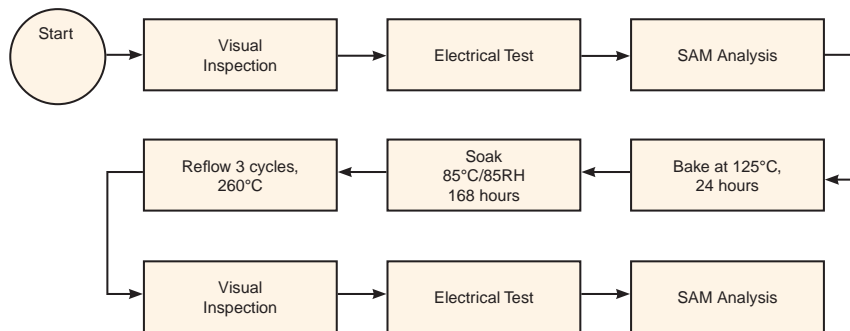 Start
Visual
Inspection
Electrical Test
SAM Analysis
Bake at 125°C,
24 hours
Soak
85°C/85RH
168 hours
Reflow 3 cycles,
260°C
Visual
Inspection
Electrical Test
SAM Analysis